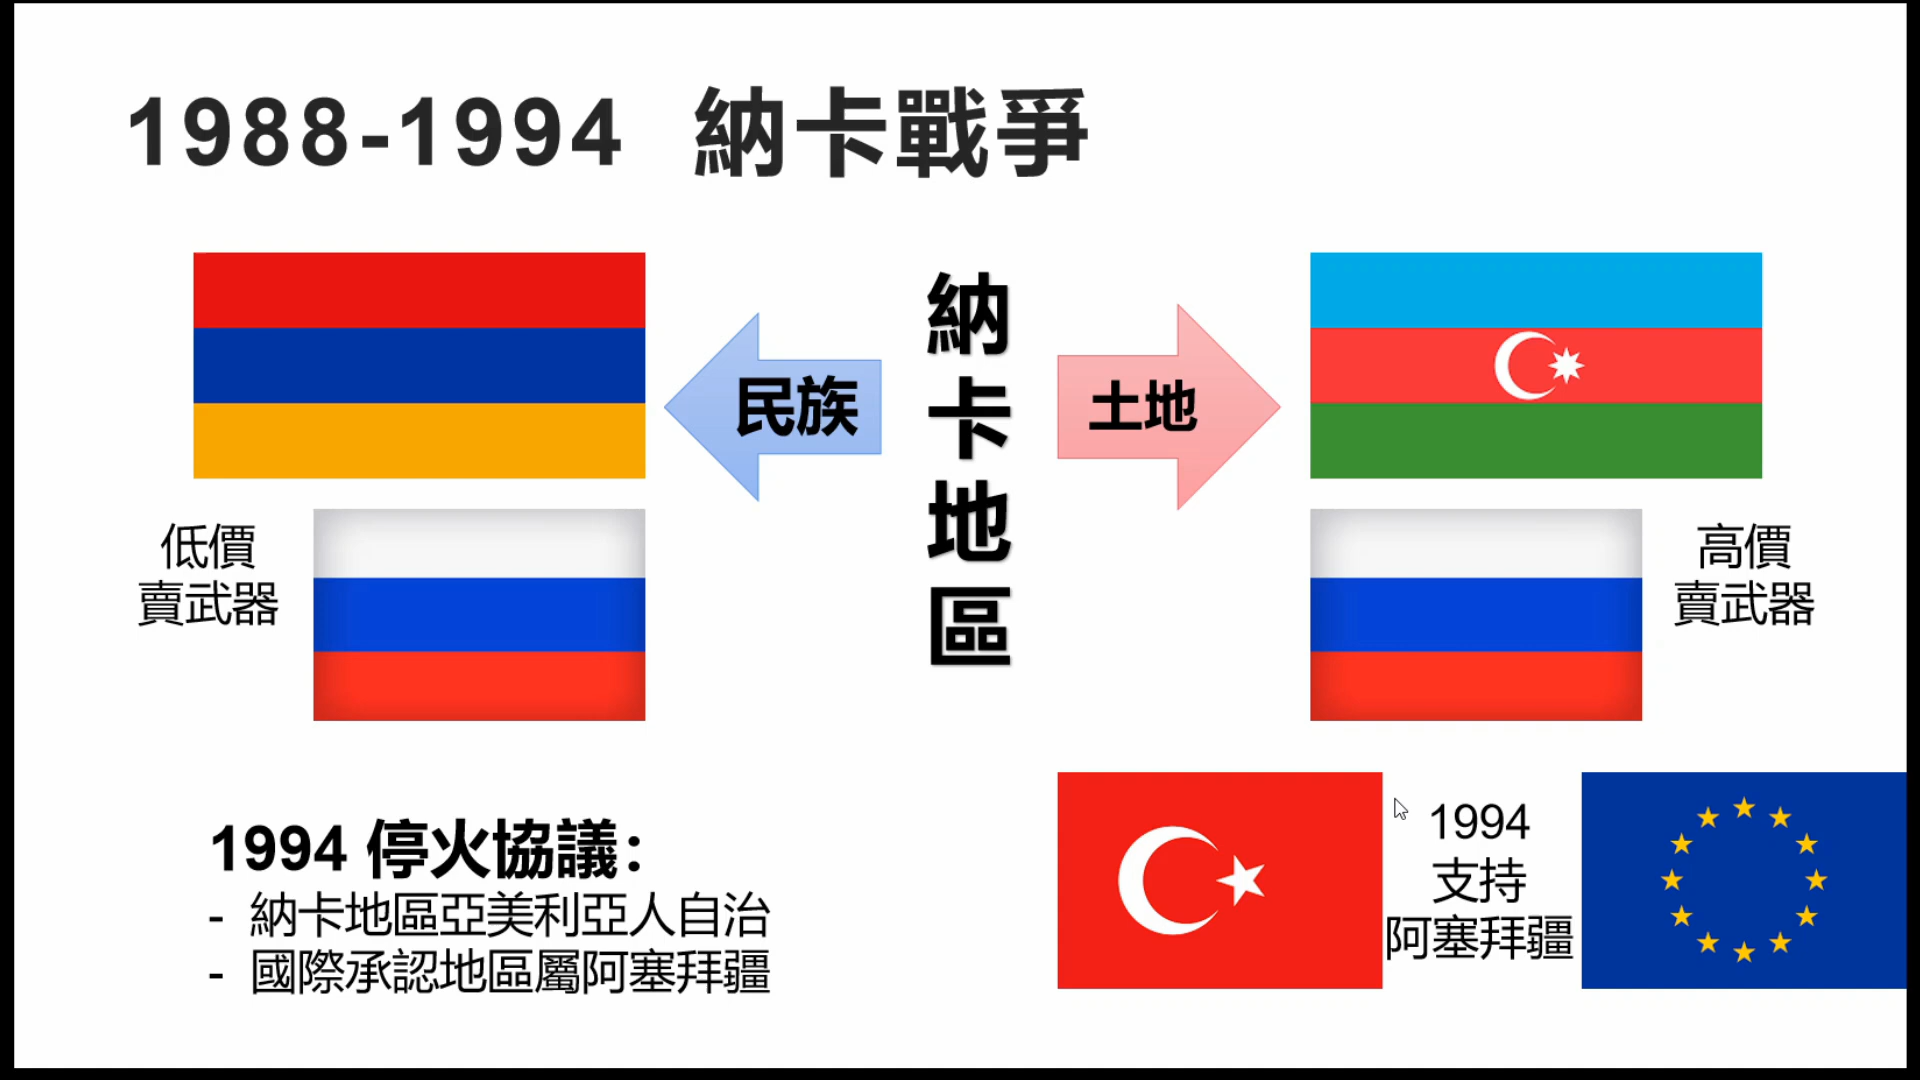 1988-1994 納卡戰爭
民族
納卡地區
土地
低價
賣武器
高價
賣武器
1994 停火協議:
- 納卡地區亞美利亞人自治
- 國際承認地區屬阿塞拜疆
1994
支持
阿塞拜疆